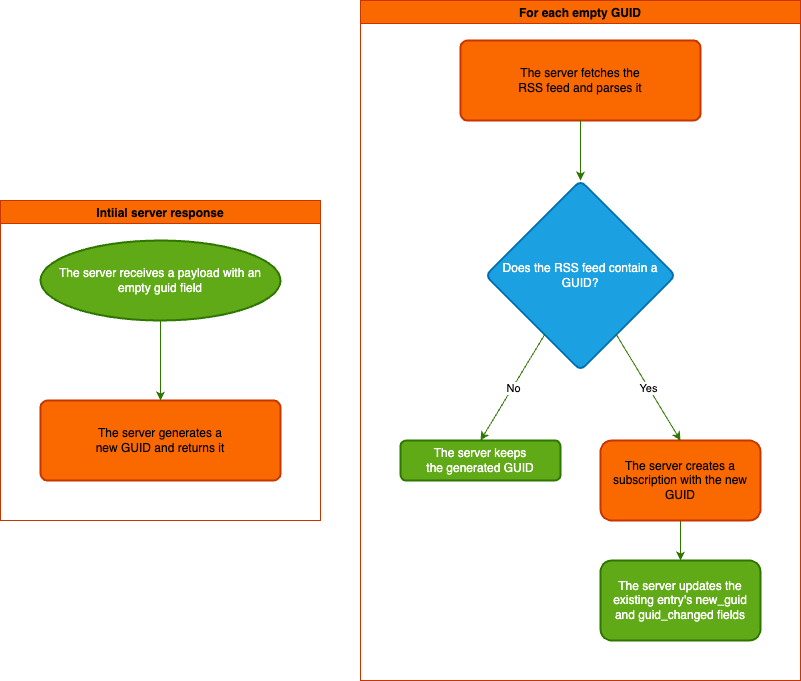 For each empty GUID
The server fetches the
RSS feed and parses it
Does the RSS feed contain a
GUID?
No
Yes
The server keeps
the generated GUID
The server creates a
subscription with the new
GUID
The server updates the
existing entry's new_guid
and guid_changed fields
Intiial server response
The server receives a payload with an
empty guid field
The server generates a
new GUID and returns it